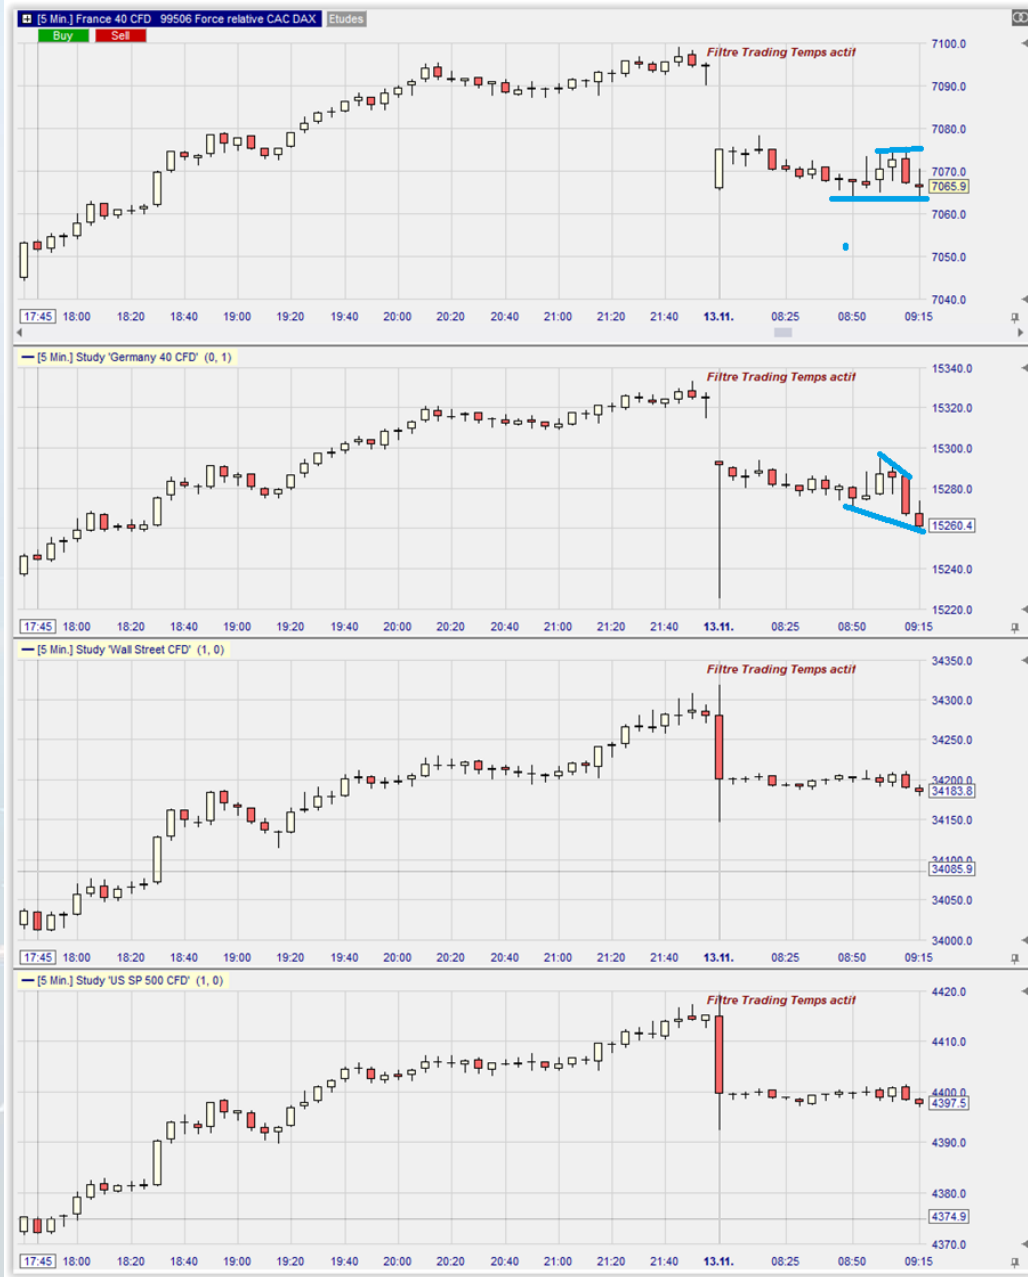 [5 Min.] France 40 CFD 99506 Force relative CAC DAX Etudes
Buy Sell
Filtre Trading Temps actif
7100.0
7090.0
7080.0
7070.0
7065.9
7060.0
7050.0
7040.0
17:45 18:00 18:20 18:40 19:00 19:20 19:40 20:00 20:20 20:40 21:00 21:20 21:40 13.11. 08:25 08:50 09:15
[5 Min.] Study 'Germany 40 CFD' (0, 1)
Filtre Trading Temps actif
15340.0
15320.0
15300.0
15280.0
15260.4
15240.0
15220.0
17:45 18:00 18:20 18:40 19:00 19:20 19:40 20:00 20:20 20:40 21:00 21:20 21:40 13.11. 08:25 08:50 09:15
[5 Min.] Study 'Wall Street CFD' (1, 0)
Filtre Trading Temps actif
34350.0
34300.0
34250.0
34200.0
34183.8
34150.0
34100.0
34085.9
34050.0
34000.0
17:45 18:00 18:20 18:40 19:00 19:20 19:40 20:00 20:20 20:40 21:00 21:20 21:40 13.11. 08:25 08:50 09:15
[5 Min.] Study 'US SP 500 CFD' (1, 0)
Filtre Trading Temps actif
4420.0
4410.0
4400.0
4397.5
4390.0
4380.0
4374.9
4370.0
17:45 18:00 18:20 18:40 19:00 19:20 19:40 20:00 20:20 20:40 21:00 21:20 21:40 13.11. 08:25 08:50 09:15